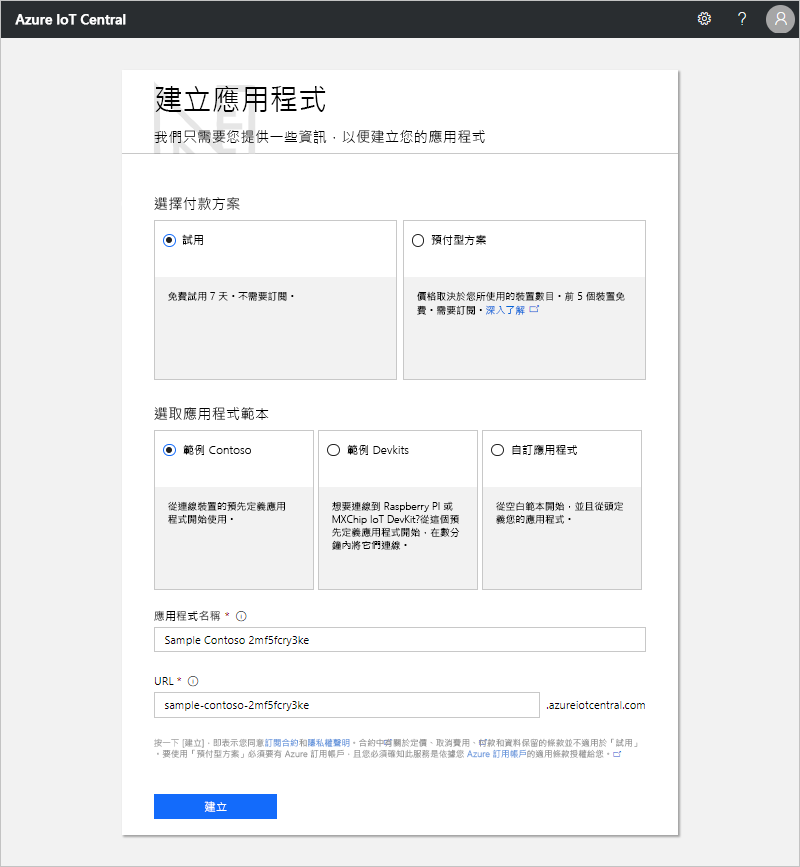 Azure IoT Central
?
建立應用程式
我們只需要您提供一些資訊，以便建立您的應用程式
選擇付款方案
試用
預付型方案
免費試用 7 天。不需要訂閱。
價格取決於您所使用的裝置數目。前 5 個裝置免
費。需要訂閱。深入了解
選取應用程式範本
範例 Contoso
範例 Devkits
自訂應用程式
從連線裝置的預先定義應用
程式開始使用。
想要連線到 Raspberry PI 或
MXChip IoT DevKit?從這個預
先定義應用程式開始，在數分
鐘內將它們連線。
從空白範本開始，並且從頭定
義您的應用程式。
應用程式名稱 *
Sample Contoso 2mf5fcry3ke
URL *
sample-contoso-2mf5fcry3ke
.azureiotcentral.com
按一下 [建立]，即表示您同意訂閱合約和隱私權聲明。合約中有關於定價、取消費用、付款和資料保留的條款並不適用於「試用」
。要使用「預付型方案」必須要有 Azure 訂用帳戶，且您必須確知此服務是依據您 Azure 訂用帳戶的適用條款授權給您。
建立